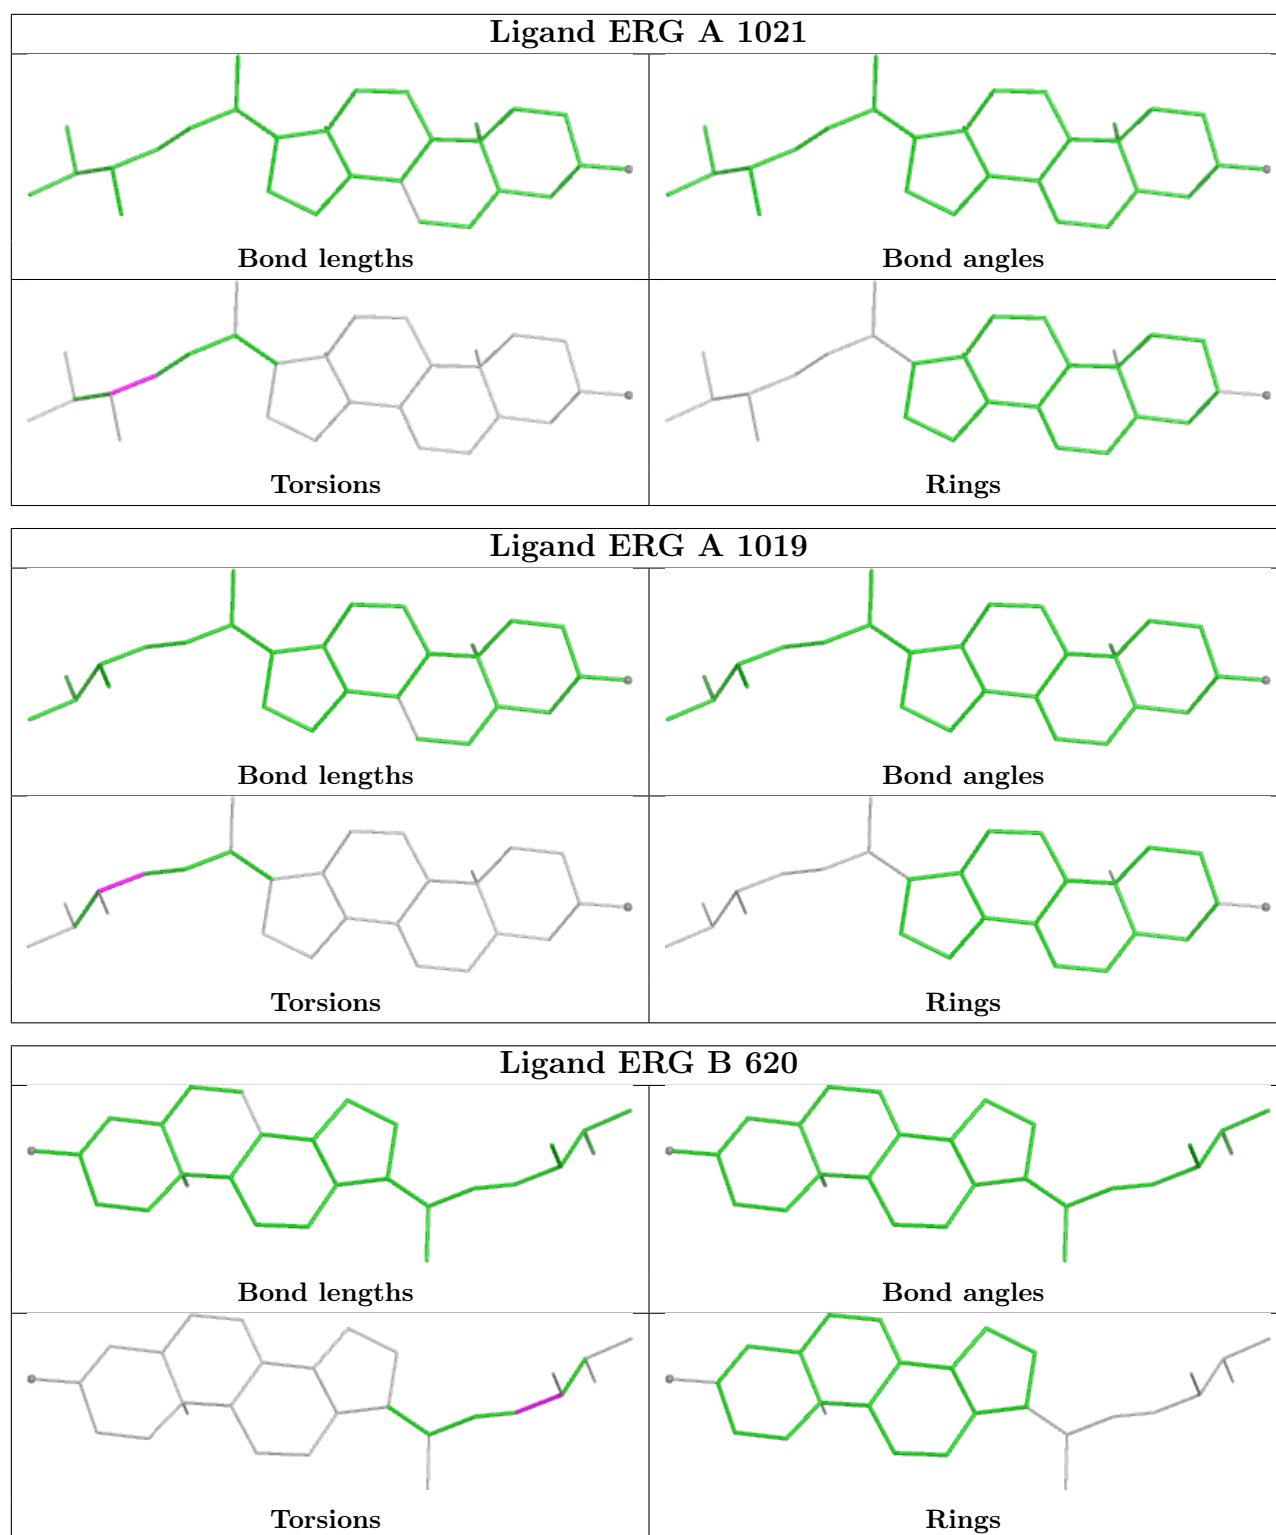 Ligand ERG A 1021
Bond lengths
Bond angles
Torsions
Rings
Ligand ERG A 1019
Bond lengths
Bond angles
Torsions
Rings
Ligand ERG B 620
Bond lengths
Bond angles
Torsions
Rings